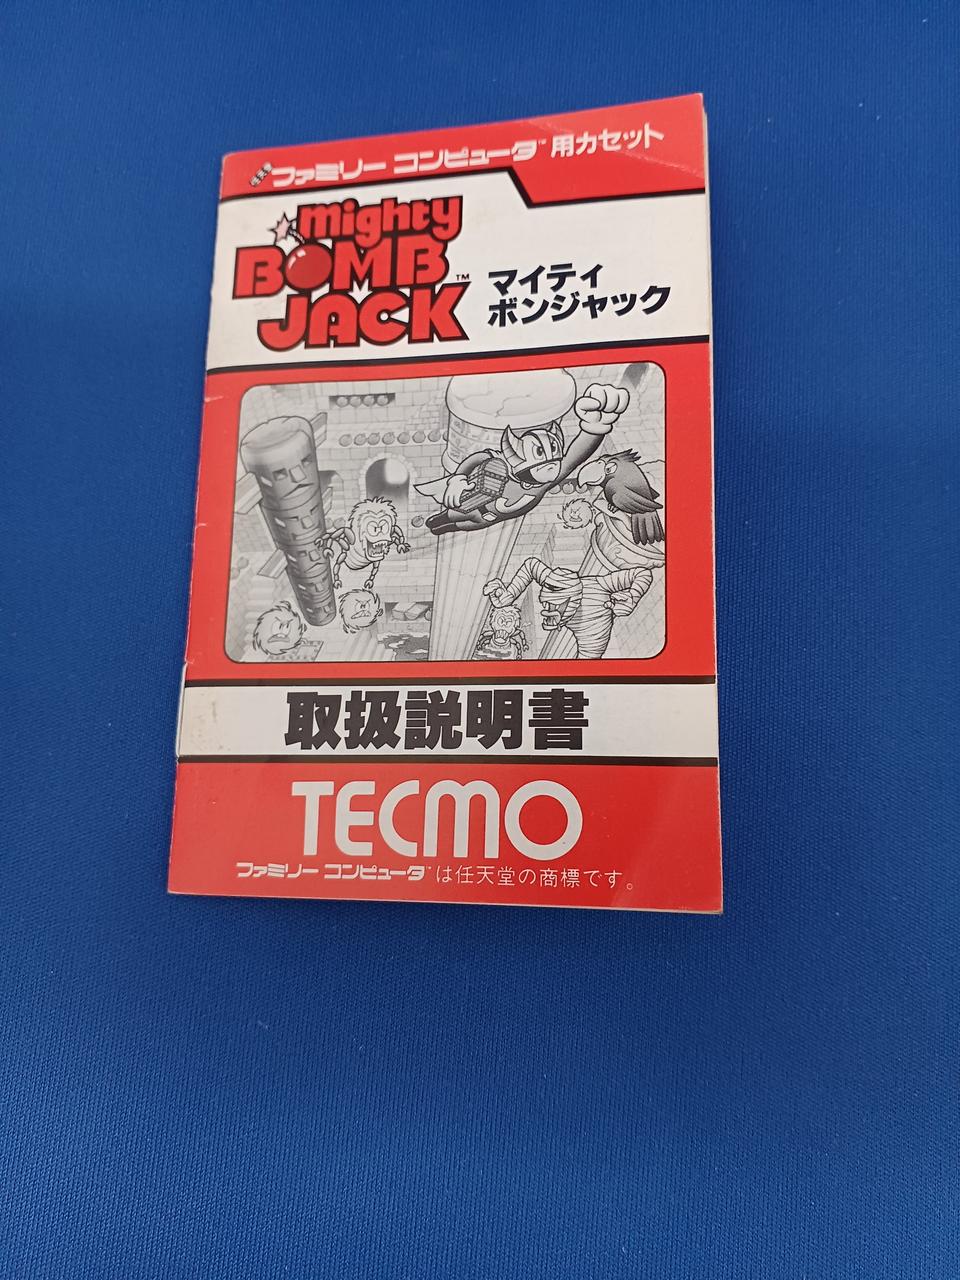 ファミリー コンピュータ™ 用カセット
mighty
BOMB
JACK™
マイティ
ボンジャック
取扱説明書
TECMO
ファミリー コンピュータ™は任天堂の商標です。